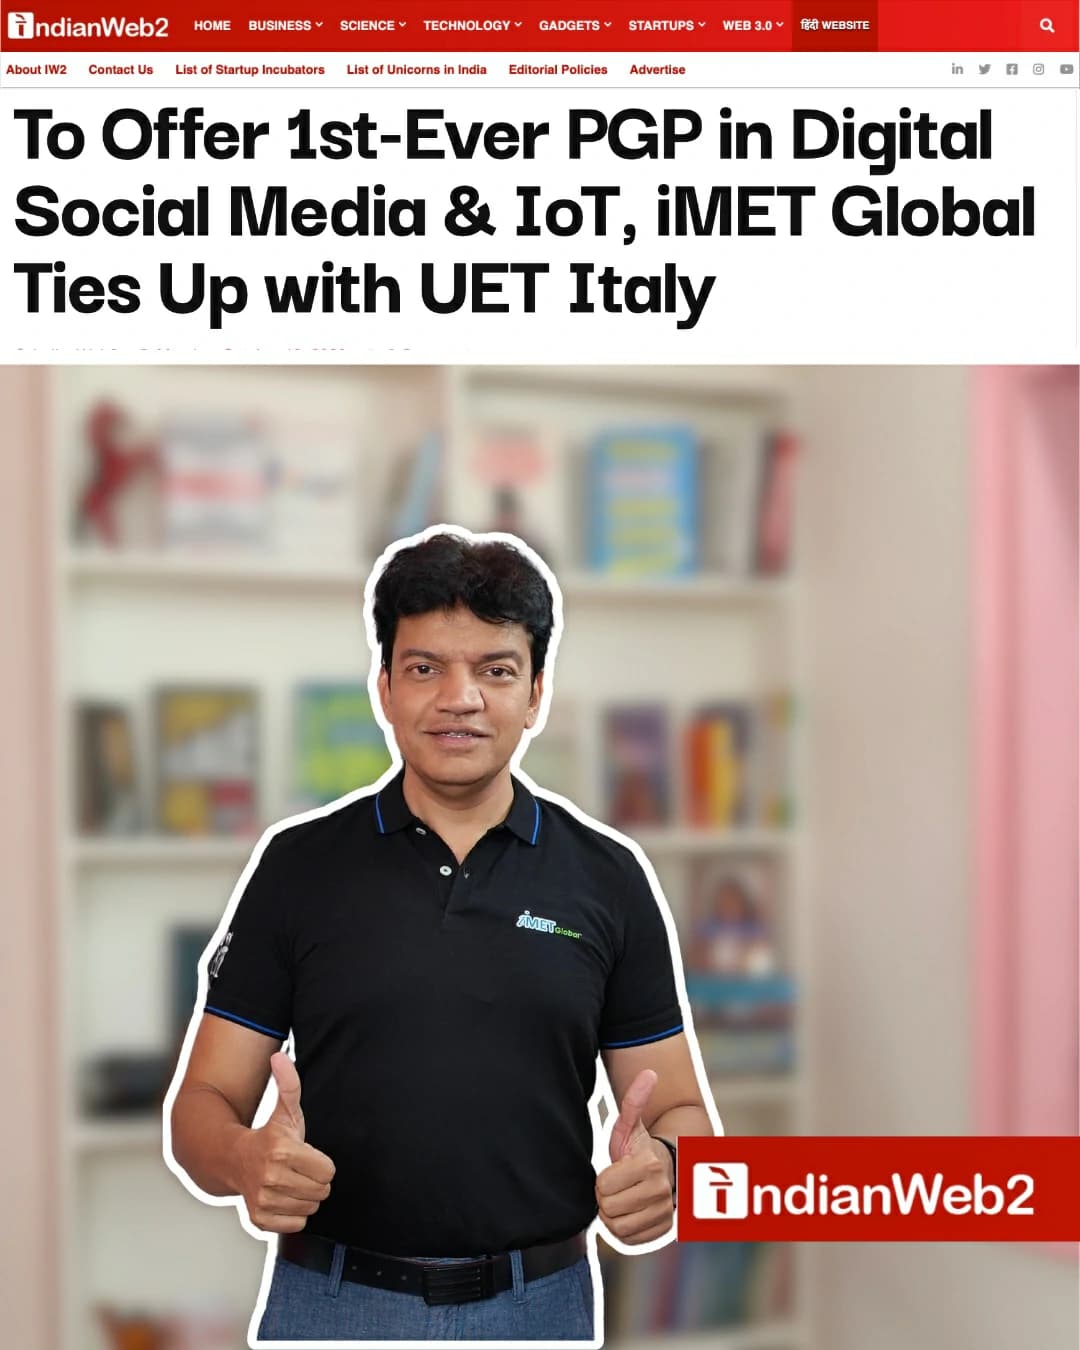 indianWeb2 HOME BUSINESS SCIENCE TECHNOLOGY GADGETS STARTUPS WEB 3.0 हिंदी WEBSITE
About IW2 Contact Us List of Startup Incubators List of Unicorns in India Editorial Policies Advertise
To Offer 1st-Ever PGP in Digital
Social Media & IoT, iMET Global
Ties Up with UET Italy
iMET Global
indianWeb2